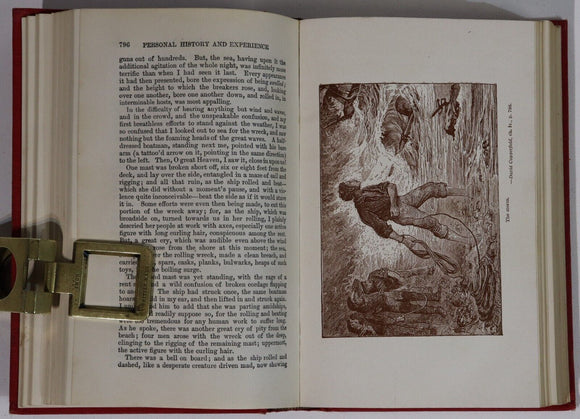 796 PERSONAL HISTORY AND EXPERIENCE
guns out of hundreds. But, the sea, having upon it the
additional agitation of the whole night, was infinitely more
terrific than when I had seen it last. Every appearance
it had then presented, bore the expression of being swelled;
and the height to which the breakers rose, and, looking
over one another, bore one another down, and rolled in, in
interminable hosts, was most appalling.
In the difficulty of hearing anything but wind and waves,
and in the crowd, and the unspeakable confusion, and my
first breathless efforts to stand against the weather, I was
so confused that I looked out to sea for the wreck, and saw
nothing but the foaming heads of the great waves. A half-
dressed boatman, standing next me, pointed with his bare
arm (a tattoo'd arrow on it, pointing in the same direction)
to the left. Then, O great Heaven, I saw it, close in upon us!
One mast was broken short off, six or eight feet from the
deck, and lay over the side, entangled in a maze of sail and
rigging; and all that ruin, as the ship rolled and beat—
which she did without a moment's pause, and with a vio-
lence quite inconceivable—beat the side as if it would stave
it in. Some efforts were even then being made, to cut this
portion of the wreck away; for, as the ship, which was
broadside on, turned towards us in her rolling, I plainly
descried her people at work with axes, especially one active
figure with long curling hair, conspicuous among the rest.
But, a great cry, which was audible even above the wind
rose from the shore at this moment; the sea,
over the rolling wreck, made a clean breach, and
carried men, spars, casks, planks, bulwarks, heaps of such
toys, the boiling surge.
The second mast was yet standing, with the rags of a
rent and a wild confusion of broken cordage flapping
to and The ship had struck once, the same boatman
hoarsely said in my ear, and then lifted in and struck again.
I him to add that she was parting amidships,
and I readily suppose so, for the rolling and beating
were too tremendous for any human work to suffer long.
As he spoke, there was another great cry of pity from the
beach; four men arose with the wreck out of the deep,
clinging to the rigging of the remaining mast; uppermost,
the active figure with the curling hair.
There was a bell on board; and as the ship rolled and
dashed, like a desperate creature driven mad, now showing
The storm.
—David Copperfield, ch. lv., p. 798.